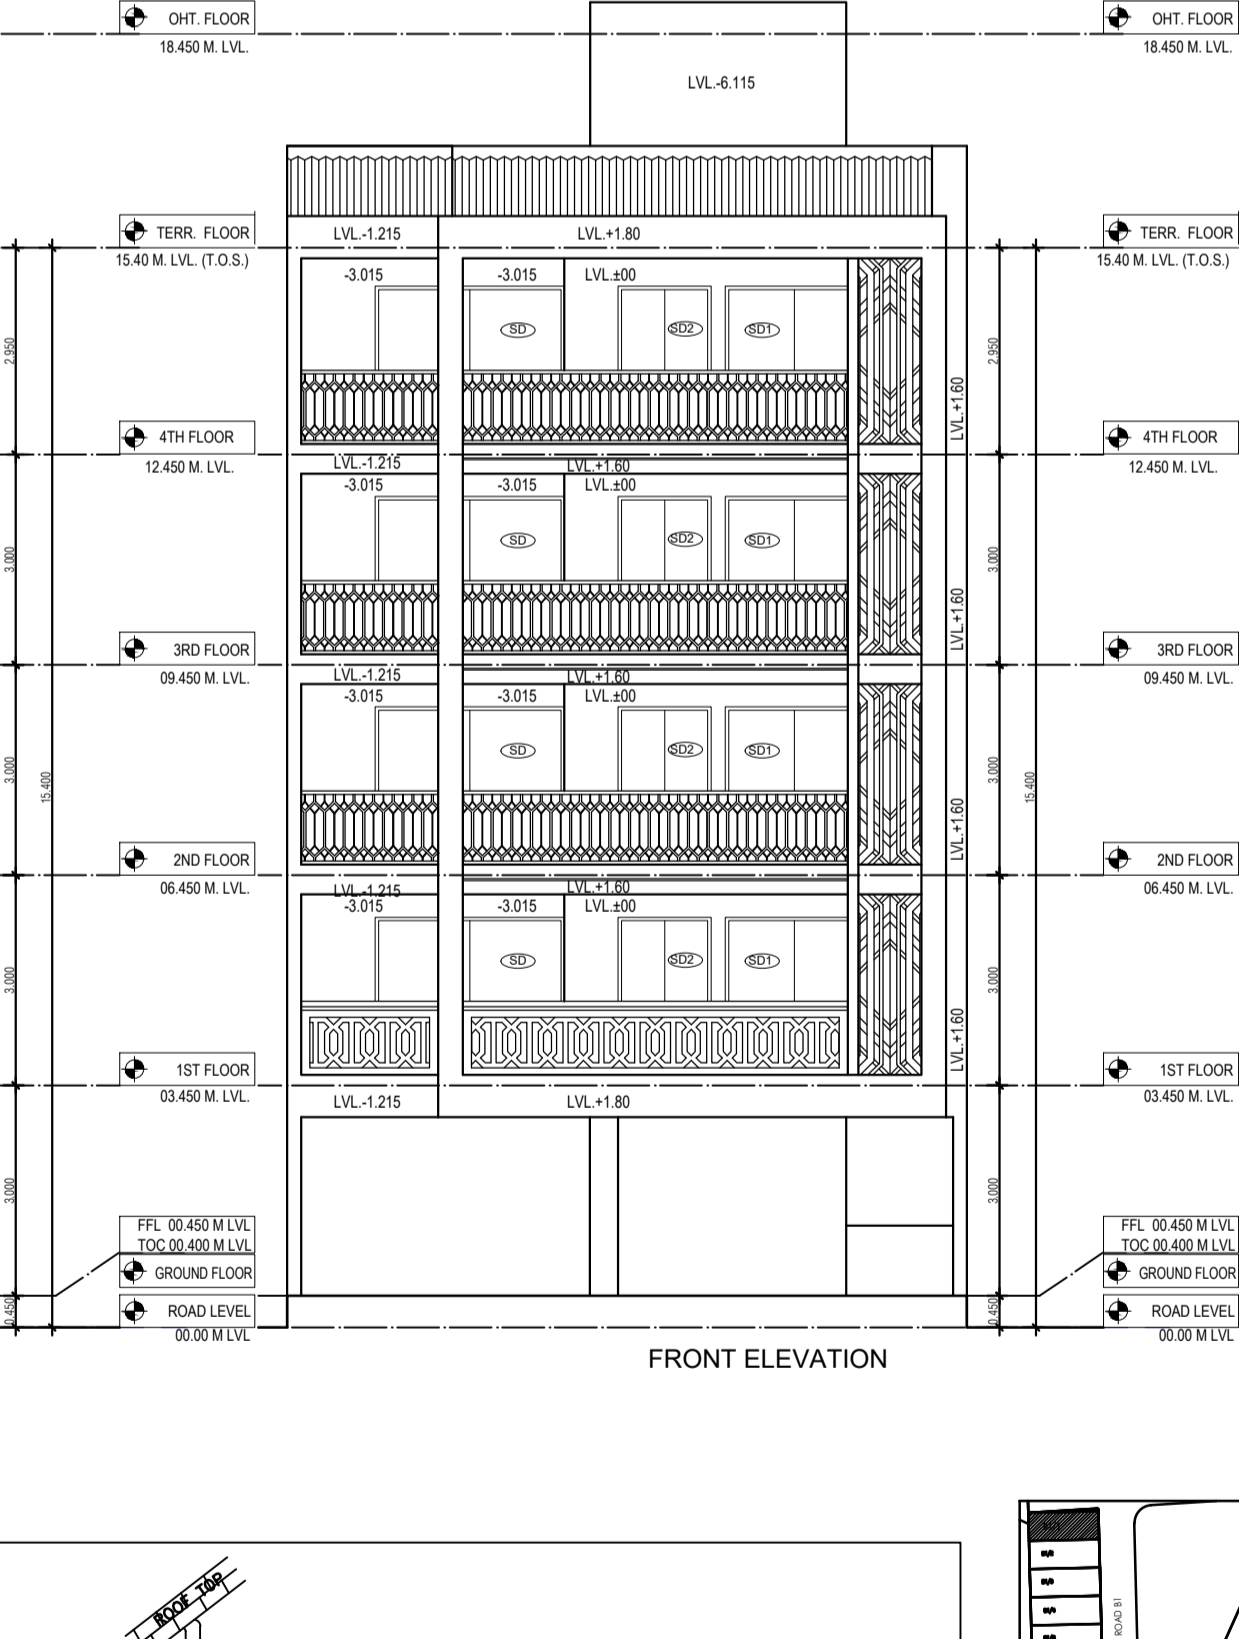 OHT. FLOOR
18.450 M. LVL.
OHT. FLOOR
18.450 M. LVL.
LVL.-6.115
TERR. FLOOR
15.40 M. LVL. (T.O.S.)
LVL.-1.215
LVL.+1.80
TERR. FLOOR
15.40 M. LVL. (T.O.S.)
-3.015
-3.015
LVL.±00
SD
SD2
SD1
2.950
2.950
LVL.+1.60
4TH FLOOR
12.450 M. LVL.
LVL.-1.215
LVL.+1.60
4TH FLOOR
12.450 M. LVL.
-3.015
-3.015
LVL.±00
SD
SD2
SD1
3.000
3.000
LVL.+1.60
3RD FLOOR
09.450 M. LVL.
LVL.-1.215
LVL.+1.60
3RD FLOOR
09.450 M. LVL.
-3.015
-3.015
LVL.±00
SD
SD2
SD1
3.000
15.400
3.000
15.400
LVL.+1.60
2ND FLOOR
06.450 M. LVL.
LVL.-1.215
LVL.+1.60
2ND FLOOR
06.450 M. LVL.
-3.015
-3.015
LVL.±00
SD
SD2
SD1
3.000
3.000
LVL.+1.60
1ST FLOOR
03.450 M. LVL.
LVL.-1.215
LVL.+1.80
1ST FLOOR
03.450 M. LVL.
3.000
3.000
FFL 00.450 M LVL
TOC 00.400 M LVL
GROUND FLOOR
FFL 00.450 M LVL
TOC 00.400 M LVL
GROUND FLOOR
0.450
0.450
ROAD LEVEL
00.00 M LVL
ROAD LEVEL
00.00 M LVL
FRONT ELEVATION
ROOF TOP
ROAD B1